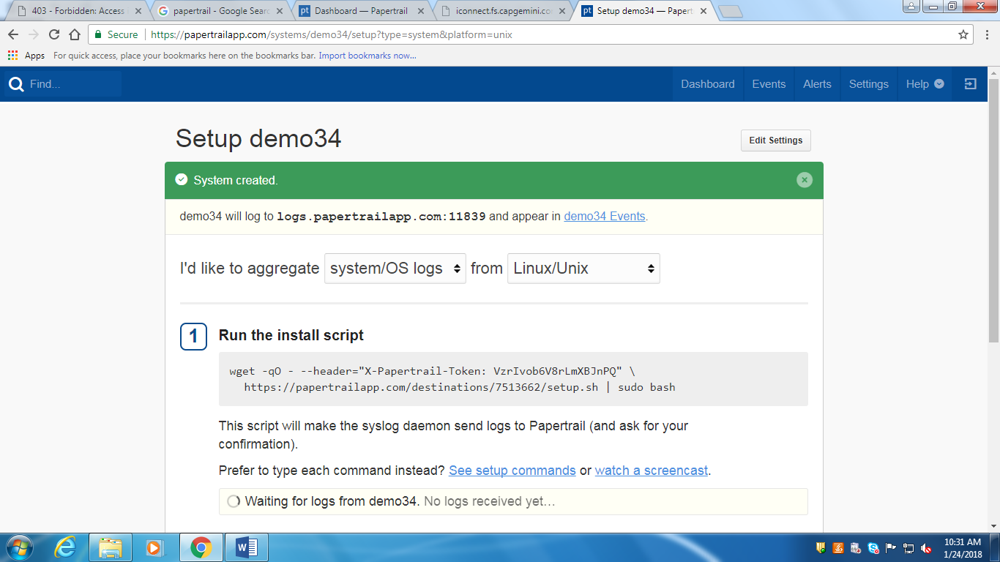 403 - Forbidden: Access
papertrail - Google Sear
Dashboard — Papertrail
iconnect.fs.capgemini.co
Setup demo34 — Papert
Secure
https://papertrailapp.com/systems/demo34/setup?type=system&platform=unix
Apps For quick access, place your bookmarks here on the bookmarks bar. Import bookmarks now...
Find...
Dashboard Events Alerts Settings Help
Setup demo34
Edit Settings
System created.
demo34 will log to logs.papertrailapp.com:11839 and appear in demo34 Events.
I'd like to aggregate system/OS logs from Linux/Unix
1 Run the install script
wget -qO - --header="X-Papertrail-Token: VzrIvob6V8rLmXBJnPQ" \
https://papertrailapp.com/destinations/7513662/setup.sh | sudo bash
This script will make the syslog daemon send logs to Papertrail (and ask for your
confirmation).
Prefer to type each command instead? See setup commands or watch a screencast.
Waiting for logs from demo34. No logs received yet…
10:31 AM
1/24/2018